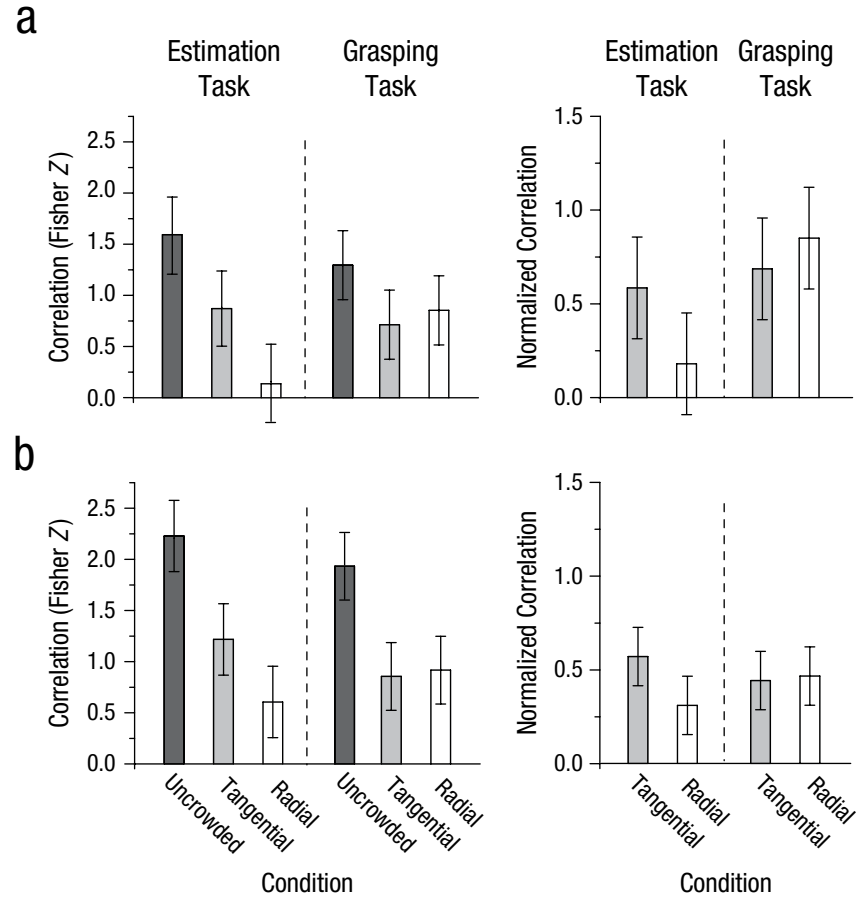 a
Estimation Task
Grasping Task
Correlation (Fisher Z)
2.5
2.0
1.5
1.0
0.5
0.0
Estimation Task
Grasping Task
Normalized Correlation
1.5
1.0
0.5
0.0
b
Correlation (Fisher Z)
2.5
2.0
1.5
1.0
0.5
0.0
Uncrowded
Tangential
Radial
Uncrowded
Tangential
Radial
Condition
Normalized Correlation
1.5
1.0
0.5
0.0
Tangential
Radial
Tangential
Radial
Condition